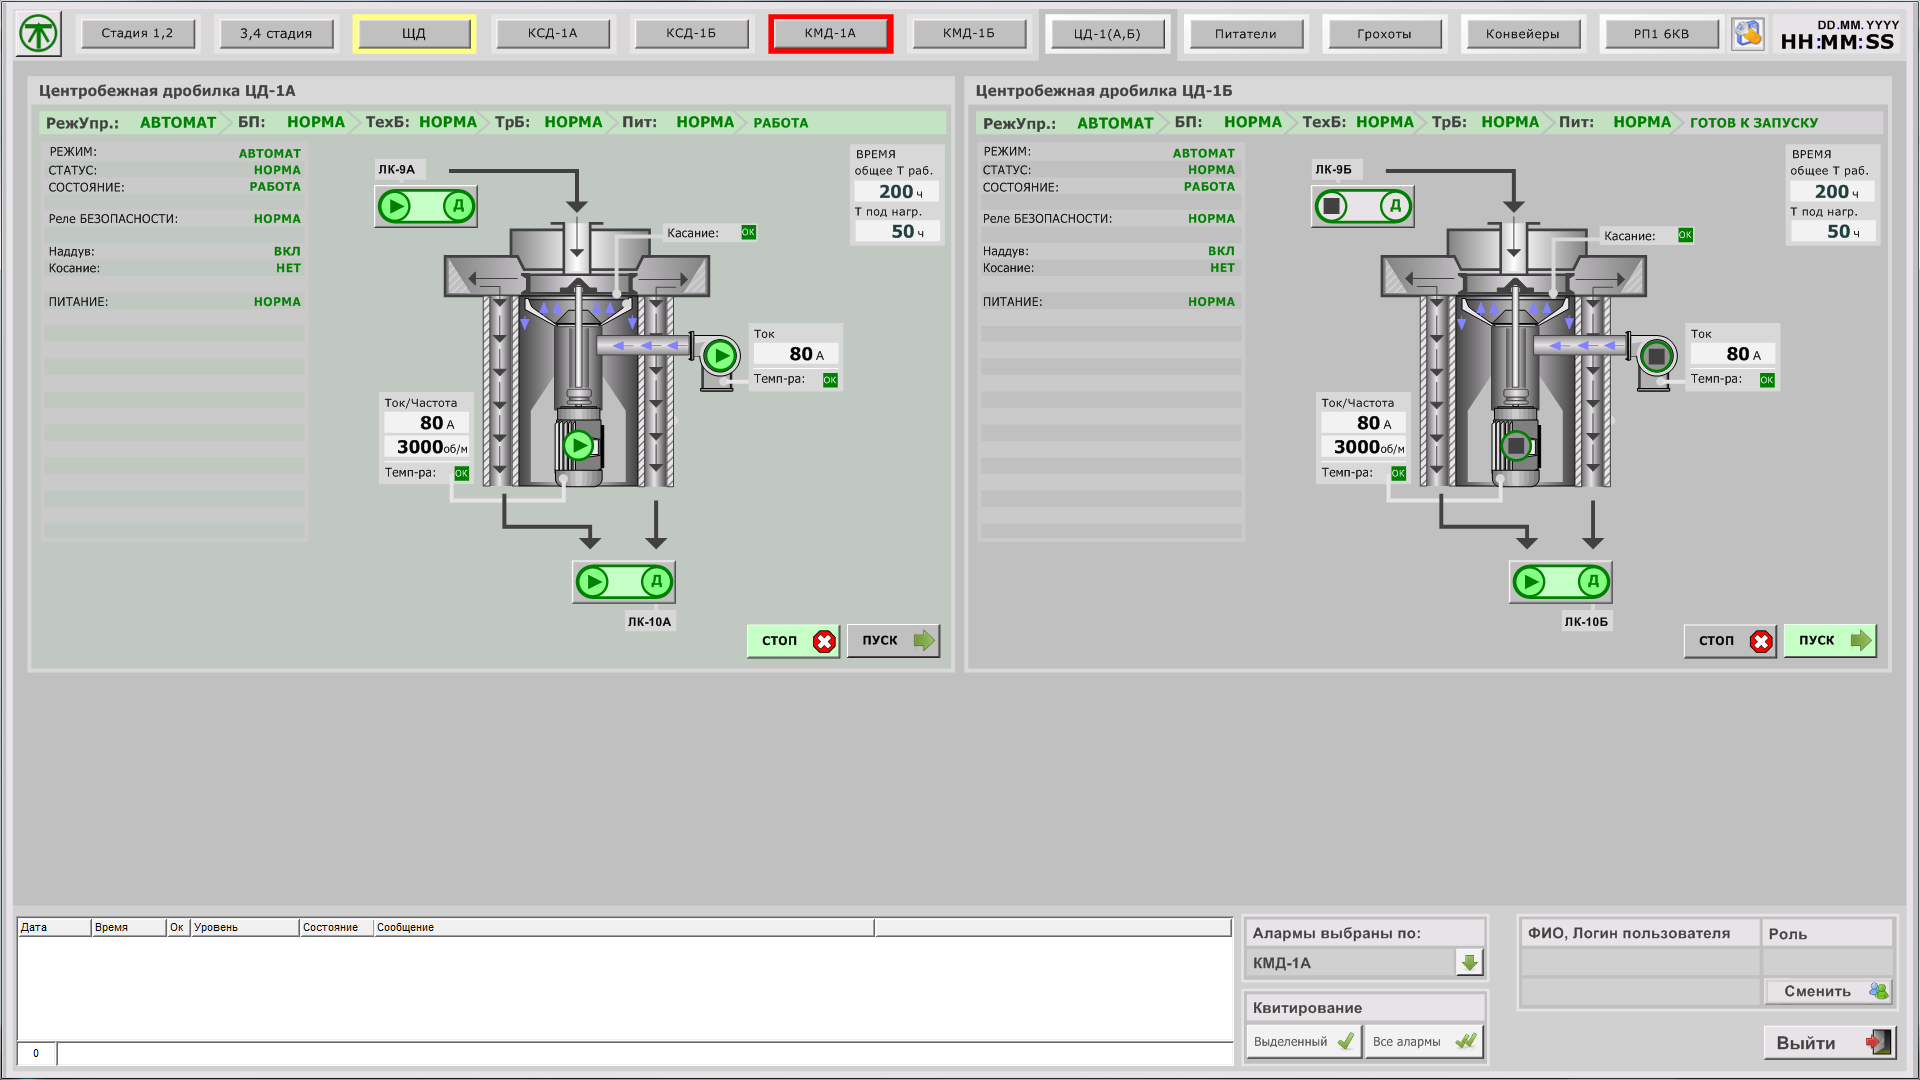 Стадия 1,2
3,4 стадия
ЩД
КСД-1А
КСД-1Б
КМД-1А
КМД-1Б
ЦД-1(А,Б)
Питатели
Грохоты
Конвейеры
РП1 6КВ
DD.MM.YYYY
HH:MM:SS
Центробежная дробилка ЦД-1А
РежУпр.: АВТОМАТ БП: НОРМА ТехБ: НОРМА ТрБ: НОРМА Пит: НОРМА РАБОТА
РЕЖИМ: АВТОМАТ
СТАТУС: НОРМА
СОСТОЯНИЕ: РАБОТА
Реле БЕЗОПАСНОСТИ: НОРМА
Наддув: ВКЛ
Косание: НЕТ
ПИТАНИЕ: НОРМА
ЛК-9А
Д
ВРЕМЯ
общее Т раб.
200 ч
Т под нагр.
50 ч
Касание: ОК
Ток
80 А
Темп-ра: ОК
Ток/Частота
80 А
3000 об/м
Темп-ра: ОК
Д
ЛК-10А
СТОП
ПУСК
Центробежная дробилка ЦД-1Б
РежУпр.: АВТОМАТ БП: НОРМА ТехБ: НОРМА ТрБ: НОРМА Пит: НОРМА ГОТОВ К ЗАПУСКУ
РЕЖИМ: АВТОМАТ
СТАТУС: НОРМА
СОСТОЯНИЕ: РАБОТА
Реле БЕЗОПАСНОСТИ: НОРМА
Наддув: ВКЛ
Косание: НЕТ
ПИТАНИЕ: НОРМА
ЛК-9Б
Д
ВРЕМЯ
общее Т раб.
200 ч
Т под нагр.
50 ч
Касание: ОК
Ток
80 А
Темп-ра: ОК
Ток/Частота
80 А
3000 об/м
Темп-ра: ОК
Д
ЛК-10Б
СТОП
ПУСК
Дата Время Ок Уровень Состояние Сообщение
0
Алармы выбраны по:
КМД-1А
Квитирование
Выделенный
Все алармы
ФИО, Логин пользователя Роль
Сменить
Выйти